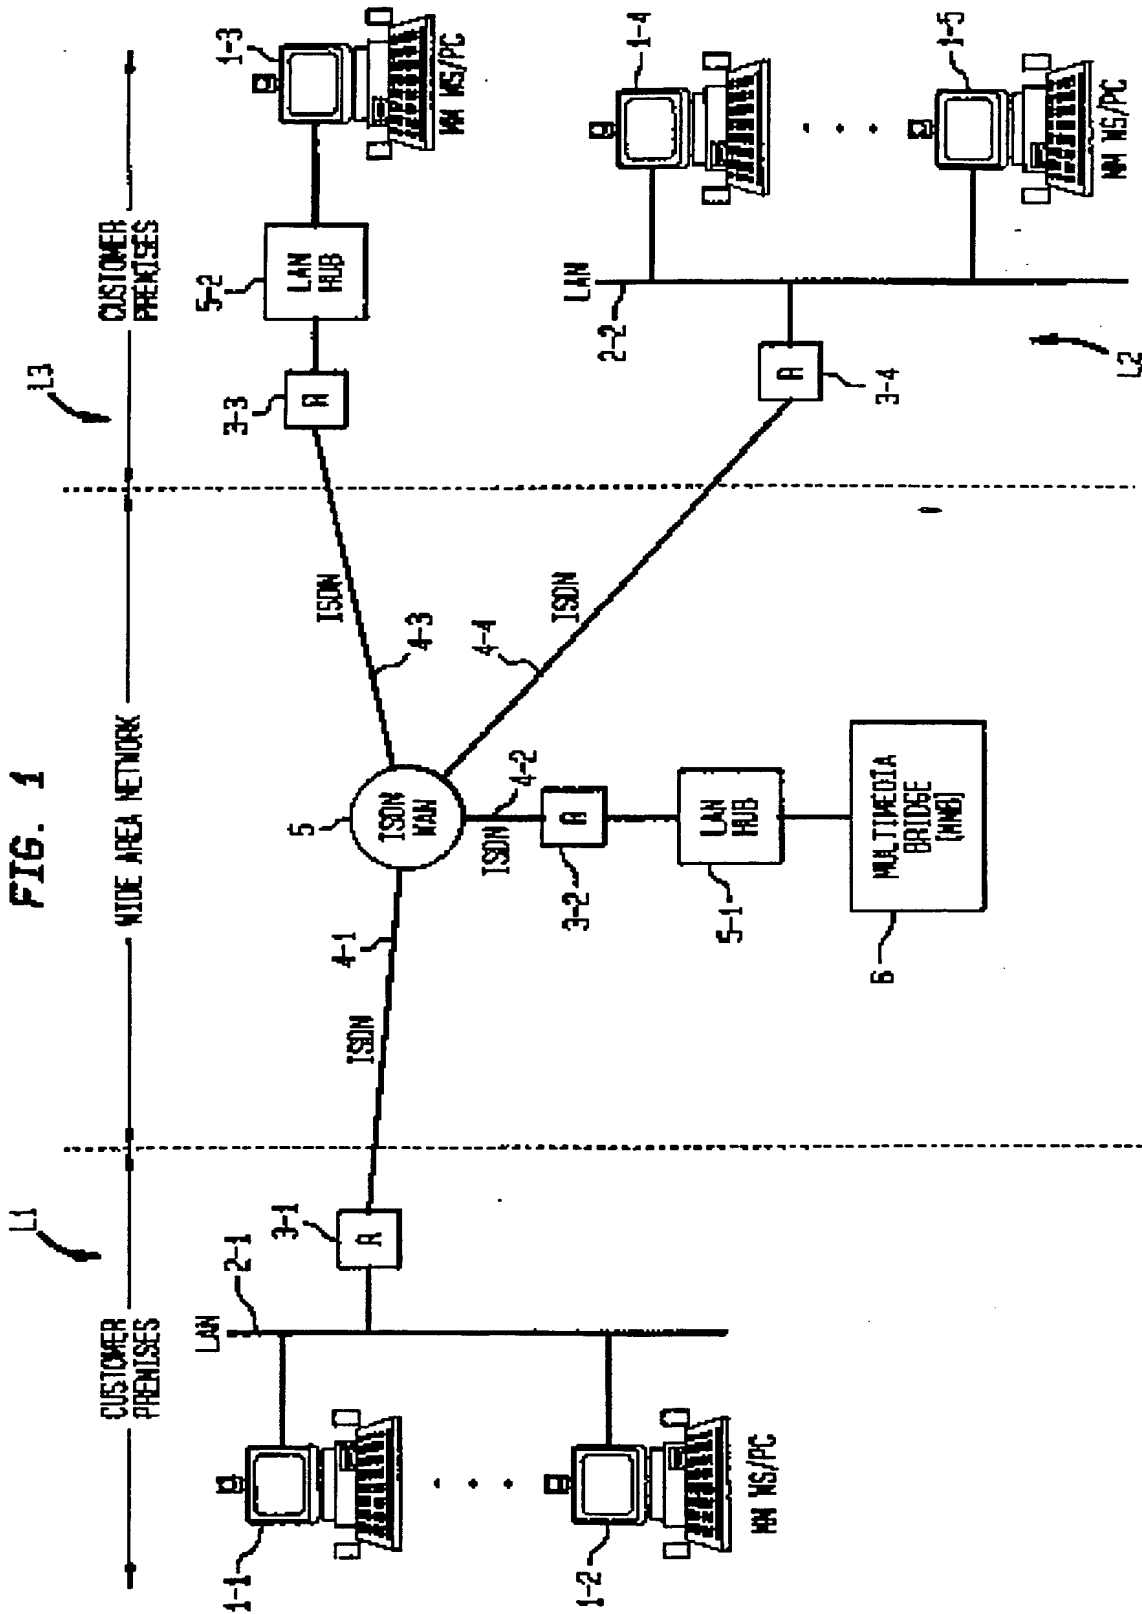 FIG. 1
L1
L3
CUSTOMER
PREMISES
WIDE AREA NETWORK
CUSTOMER
PREMISES
1-1
LAN
2-1
3-1
R
ISDN
4-1
5
ISDN
WAN
ISDN
4-3
3-3
R
5-2
LAN
HUB
1-3
MM WS/PC
ISDN
4-2
4-4
ISDN
3-2
R
5-1
LAN
HUB
6
MULTIMEDIA
BRIDGE
(MMB)
1-2
MM WS/PC
LAN
2-2
R
3-4
1-4
1-5
MM WS/PC
L2